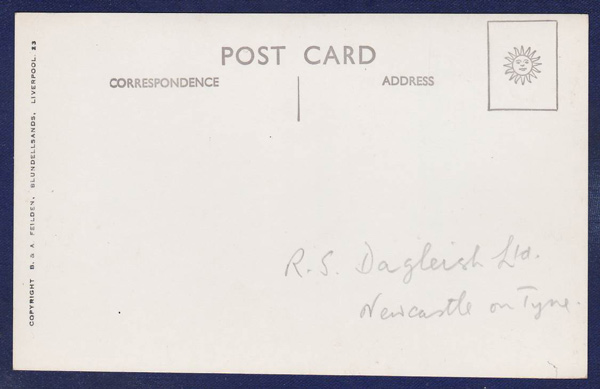 POST CARD
CORRESPONDENCE
ADDRESS
COPYRIGHT B. & A. FEILDEN, BLUNDELLSANDS, LIVERPOOL, 23
R. S. Dagleish Ltd.
Newcastle on Tyne.